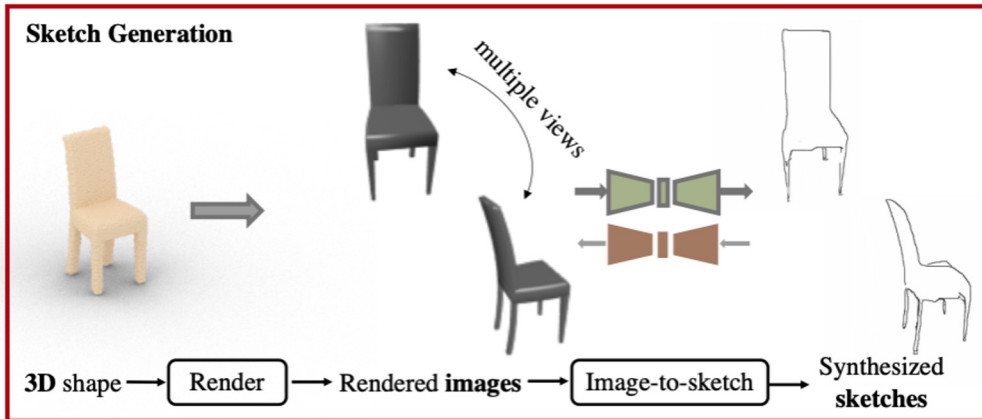 Sketch Generation
multiple views
3D shape
Render
Rendered images
Image-to-sketch
Synthesized
sketches